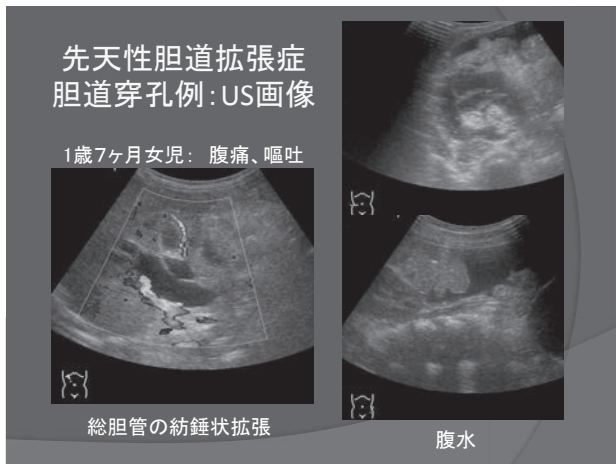 先天性胆道拡張症
胆道穿孔例：US画像
1歳7ヶ月女児： 腹痛、嘔吐
総胆管の紡錘状拡張
腹水